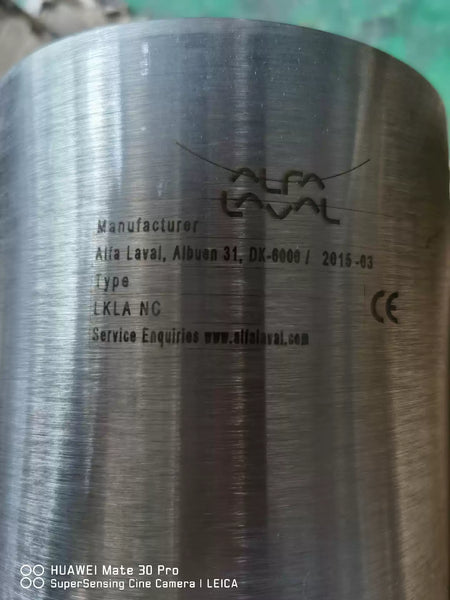 ALFA
LAVAL
Manufacturer
Alfa Laval, Albuen 31, DK-6000 / 2015-03
Type
LKLA NC
CE
Service Enquiries www.alfalaval.com
HUAWEI Mate 30 Pro
SuperSensing Cine Camera | LEICA